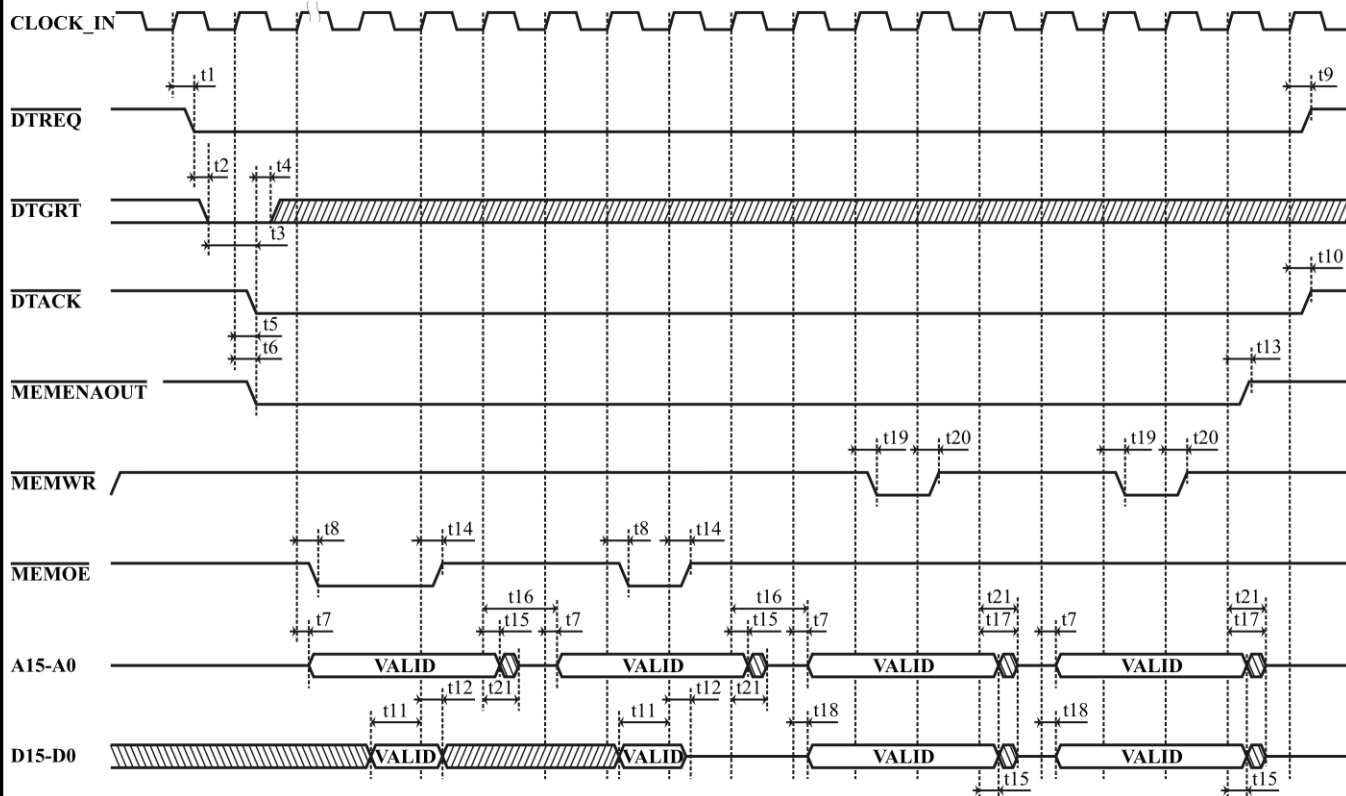 CLOCK_IN
t1 t9
DTREQ
t2 t4
DTGRT
t3
t10
DTACK
t5
t6 t13
MEMENAOUT
t19 t20 t19 t20
MEMWR
t8 t14 t8 t14
MEMOE
t16 t16 t21 t21
t7 t15 t7 t15 t7 t17 t7 t17
A15-A0 VALID VALID VALID VALID
t12 t21 t12 t21
t11 t11 t18 t18
D15-D0 VALID VALID VALID VALID
t15 t15